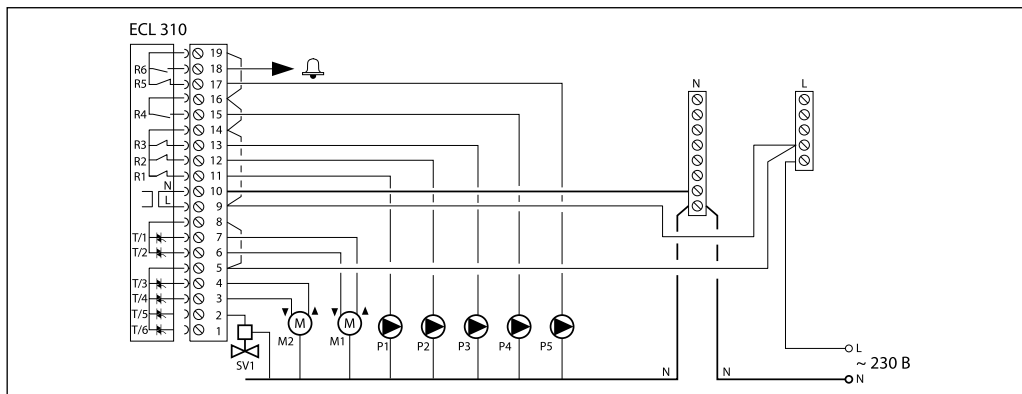 ECL 310
19
R6 18
R5 17
16
R4 15
14
R3 13
R2 12
R1 11
N 10
L 9
8
T/1 7
T/2 6
5
T/3 4
T/4 3
T/5 2
T/6 1
N
L
M
M2
M
M1
P1
P2
P3
P4
P5
SV1
N
N
L
~ 230 В
N